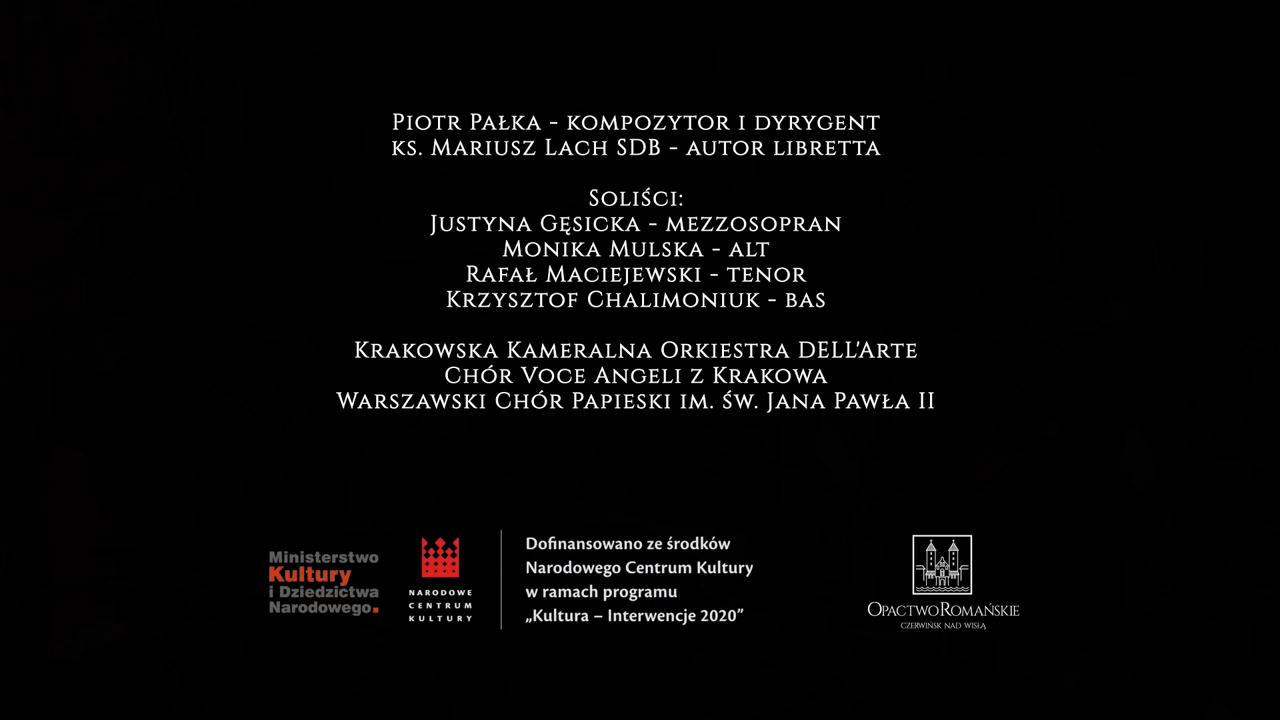 Piotr Pałka - kompozytor i dyrygent
ks. Mariusz Lach SDB - autor libretta
Soliści:
Justyna Gęsicka - mezzosopran
Monika Mulska - alt
Rafał Maciejewski - tenor
Krzysztof Chalimoniuk - bas
Krakowska Kameralna Orkiestra DELL'Arte
Chór Voce Angeli z Krakowa
Warszawski Chór Papieski im. św. Jana Pawła II
Ministerstwo
Kultury
i Dziedzictwa
Narodowego.
NARODOWE
CENTRUM
KULTURY
Dofinansowano ze środków
Narodowego Centrum Kultury
w ramach programu
„Kultura – Interwencje 2020”
OpactwoRomańskie
Czerwińsk nad Wisłą